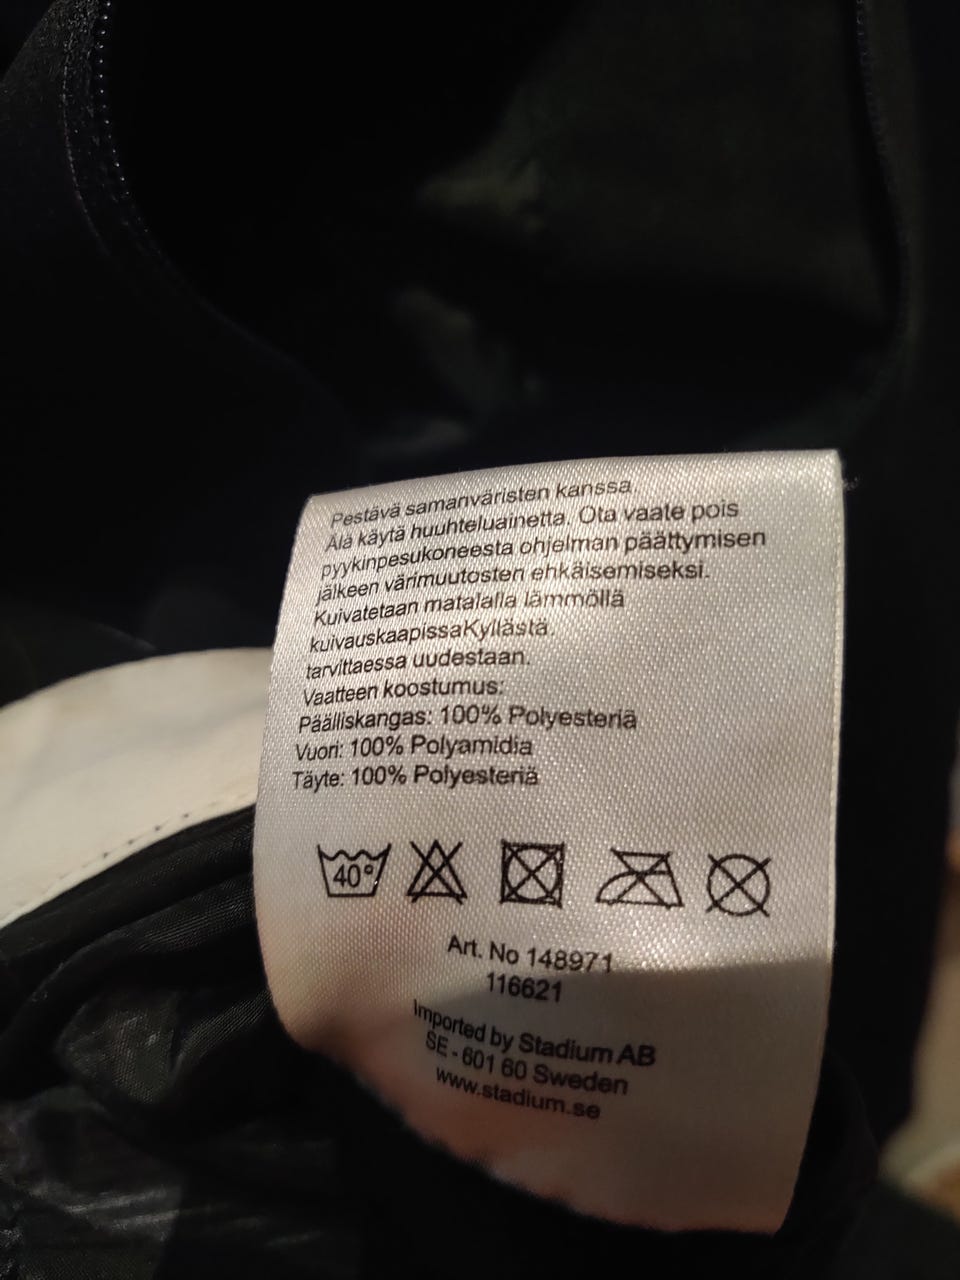 Pestävä samanväristen kanssa.
Älä käytä huuhteluainetta. Ota vaate pois
pyykinpesukoneesta ohjelman päättymisen
jälkeen värimuutosten ehkäisemiseksi.
Kuivatetaan matalalla lämmöllä
kuivauskaapissaKyllästä.
tarvittaessa uudestaan.
Vaatteen koostumus:
Päälliskangas: 100% Polyesteriä
Vuori: 100% Polyamidia
Täyte: 100% Polyesteriä
40°
Art. No 148971
116621
Imported by Stadium AB
SE - 601 60 Sweden
www.stadium.se